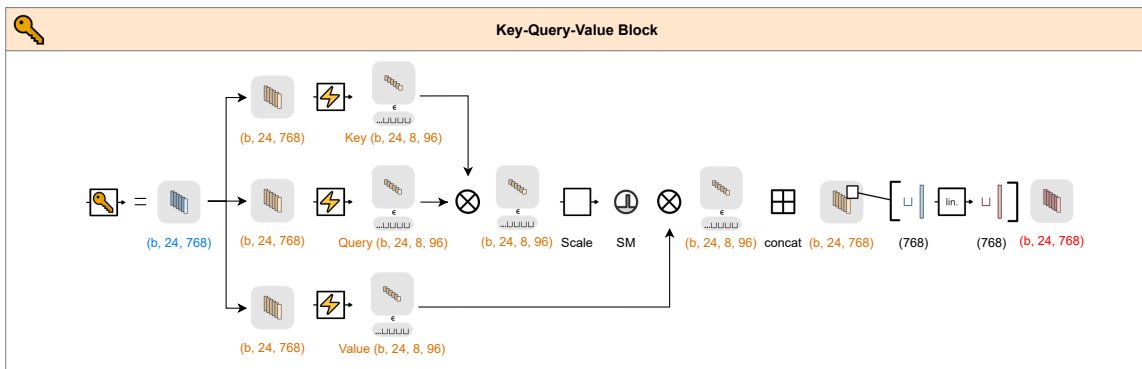 Key-Query-Value Block
(b, 24, 768)
Key (b, 24, 8, 96)
ϵ
...⊔⊔⊔⊔
=
(b, 24, 768)
(b, 24, 768)
Query (b, 24, 8, 96)
ϵ
...⊔⊔⊔⊔
(b, 24, 8, 96)
ϵ
...⊔⊔⊔⊔
Scale
SM
(b, 24, 8, 96)
ϵ
...⊔⊔⊔⊔
concat
(b, 24, 768)
⊔
(768)
lin.
⊔
(768)
(b, 24, 768)
(b, 24, 768)
Value (b, 24, 8, 96)
ϵ
...⊔⊔⊔⊔